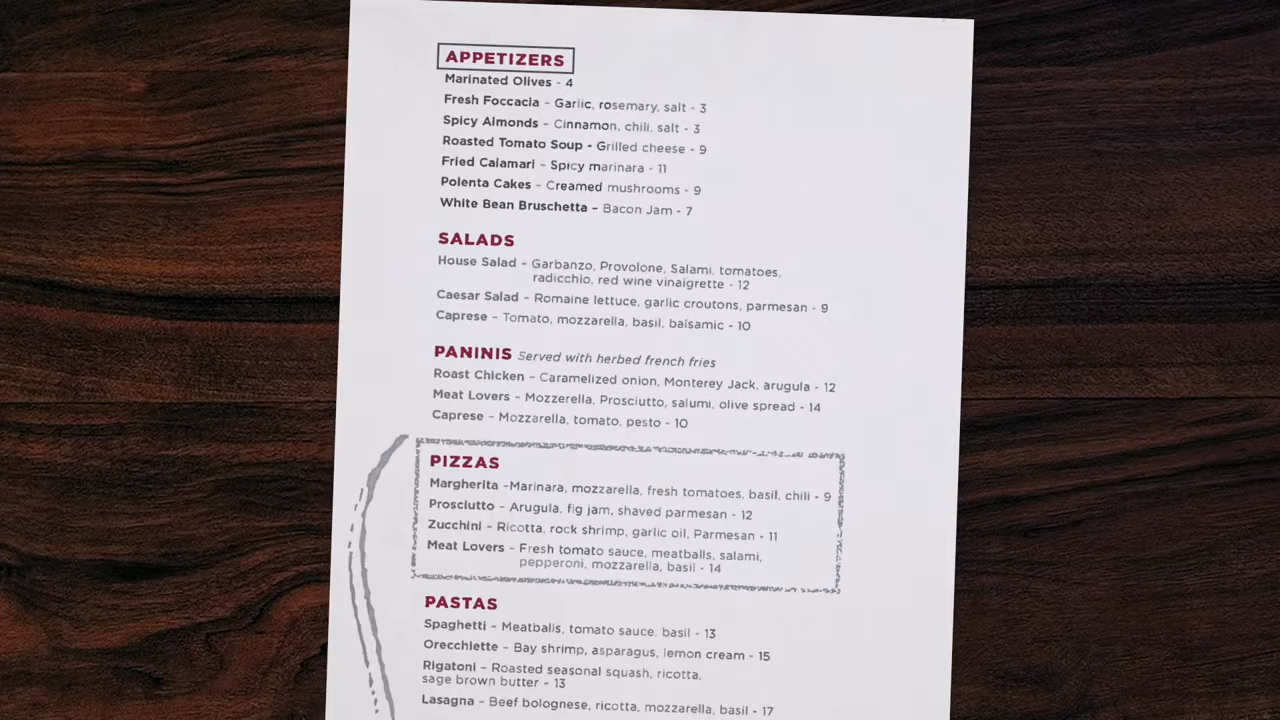 APPETIZERS
Marinated Olives - 4
Fresh Foccacia - Garlic, rosemary, salt - 3
Spicy Almonds - Cinnamon, chili, salt - 3
Roasted Tomato Soup - Grilled cheese - 9
Fried Calamari - Spicy marinara - 11
Polenta Cakes - Creamed mushrooms - 9
White Bean Bruschetta - Bacon Jam - 7
SALADS
House Salad - Garbanzo, Provolone, Salami, tomatoes,
radicchio, red wine vinaigrette - 12
Caesar Salad - Romaine lettuce, garlic croutons, parmesan - 9
Caprese - Tomato, mozzarella, basil, balsamic - 10
PANINIS Served with herbed french fries
Roast Chicken - Caramelized onion, Monterey Jack, arugula - 12
Meat Lovers - Mozzerella, Prosciutto, salumi, olive spread - 14
Caprese - Mozzarella, tomato, pesto - 10
PIZZAS
Margherita -Marinara, mozzarella, fresh tomatoes, basil, chili - 9
Prosciutto - Arugula, fig jam, shaved parmesan - 12
Zucchini - Ricotta, rock shrimp, garlic oil, Parmesan - 11
Meat Lovers - Fresh tomato sauce, meatballs, salami,
pepperoni, mozzarella, basil - 14
PASTAS
Spaghetti - Meatballs, tomato sauce, basil - 13
Orecchiette - Bay shrimp, asparagus, lemon cream - 15
Rigatoni - Roasted seasonal squash, ricotta,
sage brown butter - 13
Lasagna - Beef bolognese, ricotta, mozzarella, basil - 17